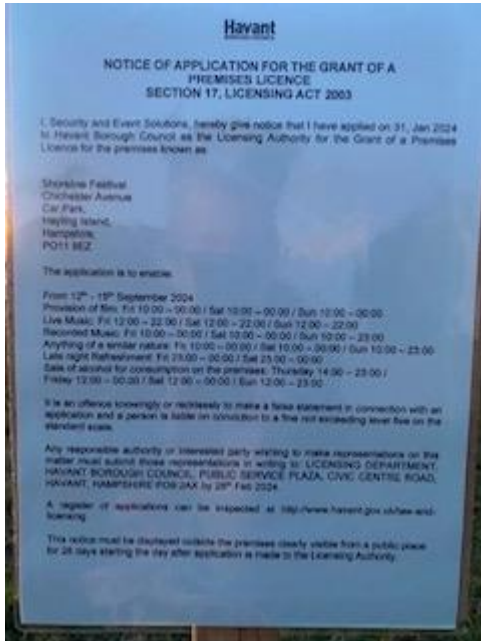 Havant
NOTICE OF APPLICATION FOR THE GRANT OF A
PREMISES LICENCE
SECTION 17, LICENSING ACT 2003
I, Security and Event Solutions, hereby give notice that I have applied on 31, Jan 2024
to Havant Borough Council as the Licensing Authority for the Grant of a Premises
Licence for the premises known as
Shoreline Festival
Chichester Avenue
Car Park,
Hayling Island,
Hampshire,
PO11 9EZ
The application is to enable:
From 12th - 15th September 2024
Provision of film: Fri 10:00 – 00:00 / Sat 10:00 – 00:00 / Sun 10:00 –
Live Music: Fri 12:00 – 22:00 / Sat 12:00 – 22:00 / Sun 12:00 – 22:00
Recorded Music: Fri 10:00 – 00:00 / Sat 10:00 – 00:00 / Sun 10:00 – 23:00
Anything of a similar nature: Fri 10:00 – 00:00 / Sat 10:00 – 00:00 / Sun 10:00 – 23:00
Late night Refreshment: Fri 23:00 – 00:00 / Sat 23:00 – 00:00
Sale of alcohol for consumption on the premises: Thursday 14:00 – 23:00 /
Friday 12:00 – 00:00 / Sat 12:00 – 00:00 / Sun 12:00 – 23:00
It is an offence knowingly or recklessly to make a false statement in connection with an
application and a person is liable on conviction to a fine not exceeding level five on the
standard scale.
Any responsible authority or interested party wishing to make representations on this
matter must submit those representations in writing to: LICENSING DEPARTMENT,
HAVANT BOROUGH COUNCIL, PUBLIC SERVICE PLAZA, CIVIC CENTRE ROAD,
HAVANT, HAMPSHIRE PO9 2AX by 28th Feb 2024
A register of applications can be inspected at http://www.havant.gov.uk/law-and-
licensing
This notice must be displayed outside the premises clearly visible from a public place
for 28 days starting the day after application is made to the Licensing Authority.